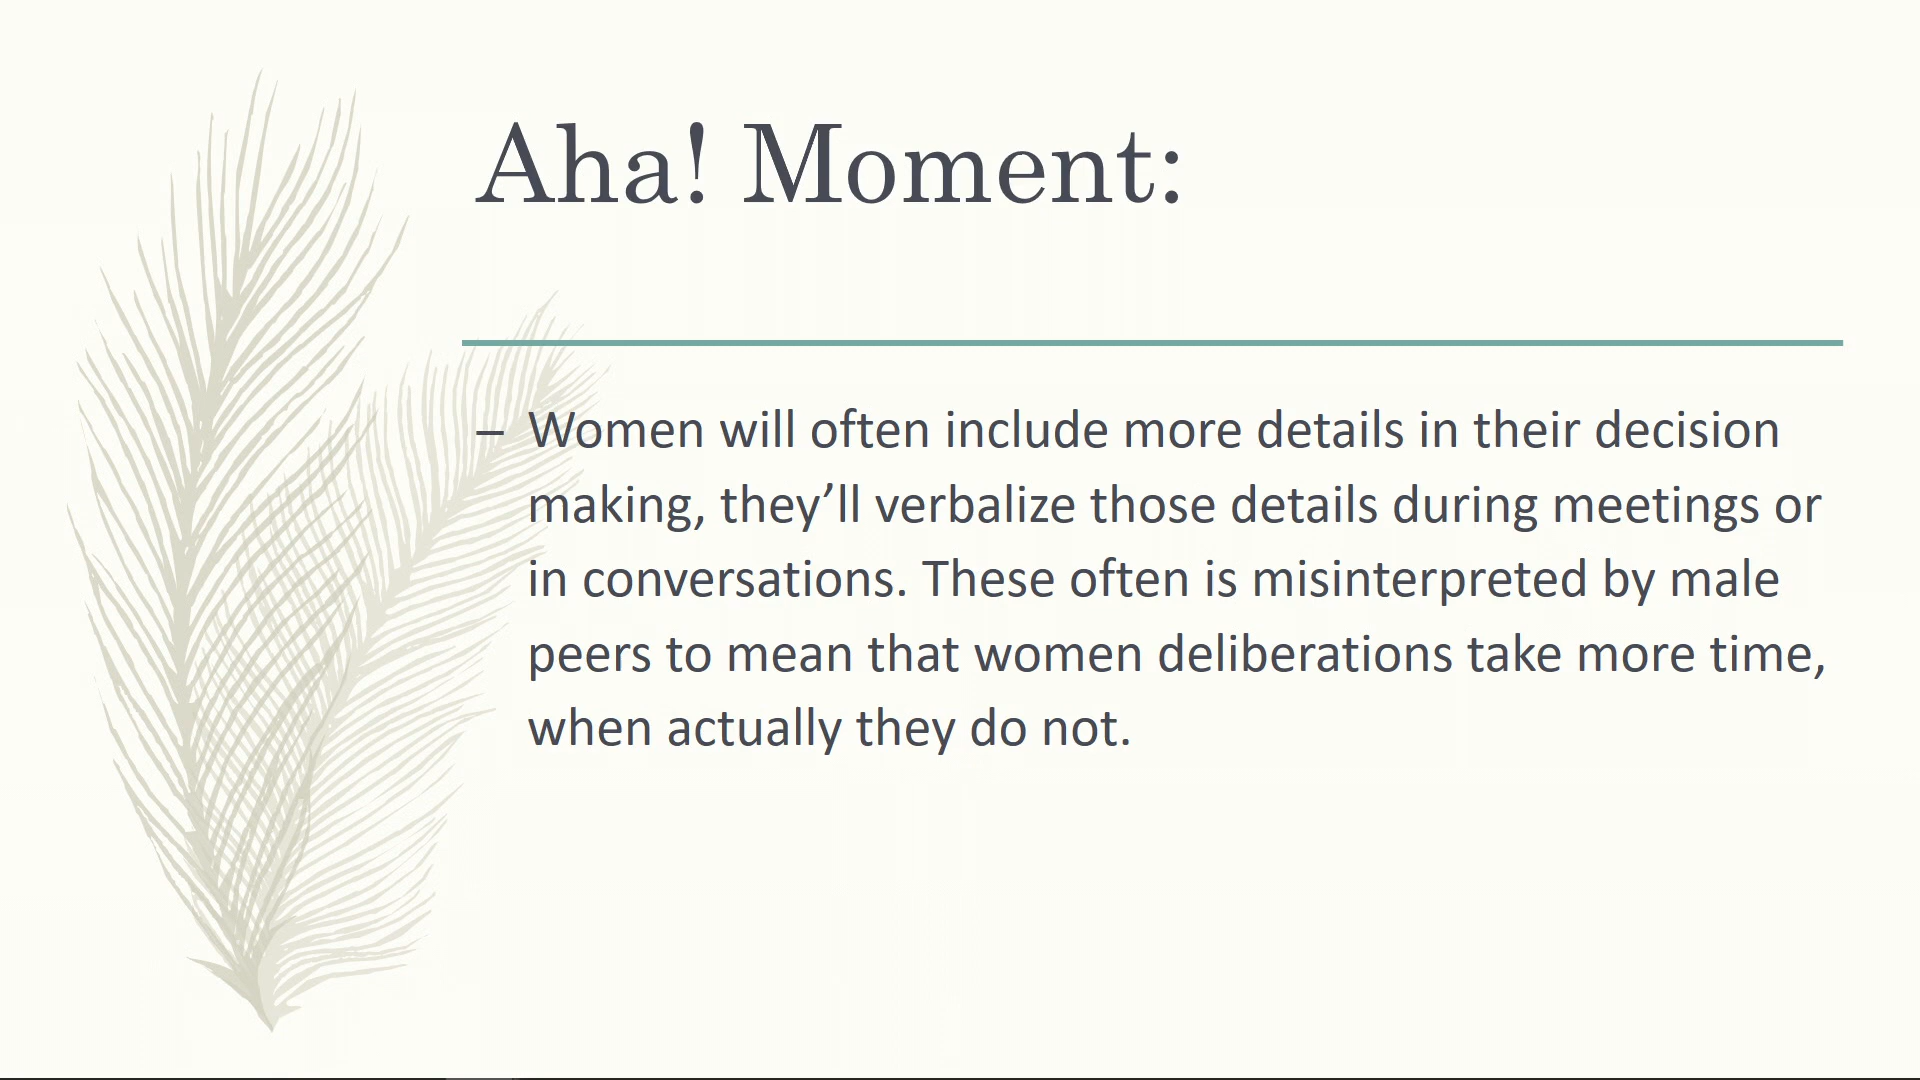 Aha! Moment:
– Women will often include more details in their decision
making, they’ll verbalize those details during meetings or
in conversations. These often is misinterpreted by male
peers to mean that women deliberations take more time,
when actually they do not.